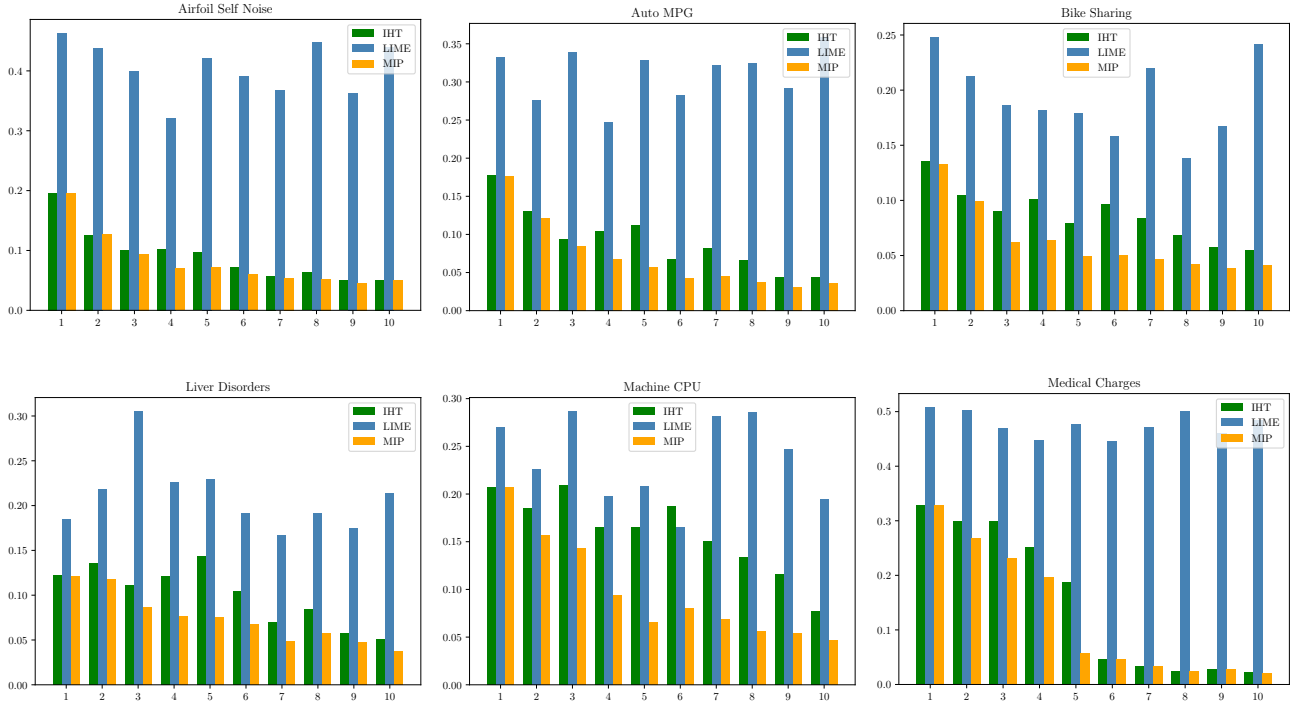 Airfoil Self Noise
IHT
LIME
MIP
0.4
0.3
0.2
0.1
0.0
1 2 3 4 5 6 7 8 9 10
Auto MPG
IHT
LIME
MIP
0.35
0.30
0.25
0.20
0.15
0.10
0.05
0.00
1 2 3 4 5 6 7 8 9 10
Bike Sharing
IHT
LIME
MIP
0.25
0.20
0.15
0.10
0.05
0.00
1 2 3 4 5 6 7 8 9 10
Liver Disorders
IHT
LIME
MIP
0.30
0.25
0.20
0.15
0.10
0.05
0.00
1 2 3 4 5 6 7 8 9 10
Machine CPU
IHT
LIME
MIP
0.30
0.25
0.20
0.15
0.10
0.05
0.00
1 2 3 4 5 6 7 8 9 10
Medical Charges
IHT
LIME
MIP
0.5
0.4
0.3
0.2
0.1
0.0
1 2 3 4 5 6 7 8 9 10